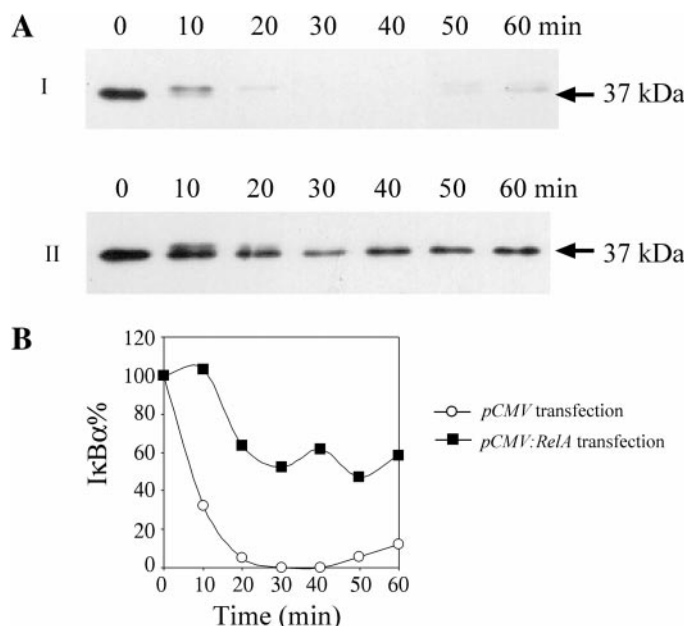 A
0 10 20 30 40 50 60 min
I
37 kDa
0 10 20 30 40 50 60 min
II
37 kDa
B
120
100
80
60
40
20
0
IκBα%
0 10 20 30 40 50 60
Time (min)
pCMV transfection
pCMV:RelA transfection